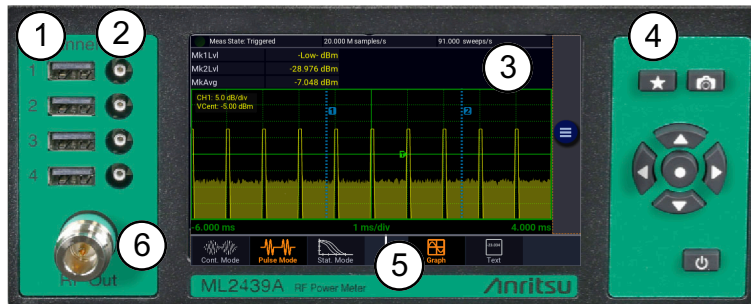 1
2
3
4
5
6
1
2
3
4
RF Out
Meas State: Triggered 20.000 M samples/s 91.000 sweeps/s
Mk1Lvl -Low- dBm
Mk2Lvl -28.976 dBm
MkAvg -7.048 dBm
CH1: 5.0 dB/div
VCent: -5.00 dBm
1
2
T
-6.000 ms 1 ms/div 4.000 ms
Cont. Mode Pulse Mode Stat. Mode Graph Text
ML2439A RF Power Meter Anritsu